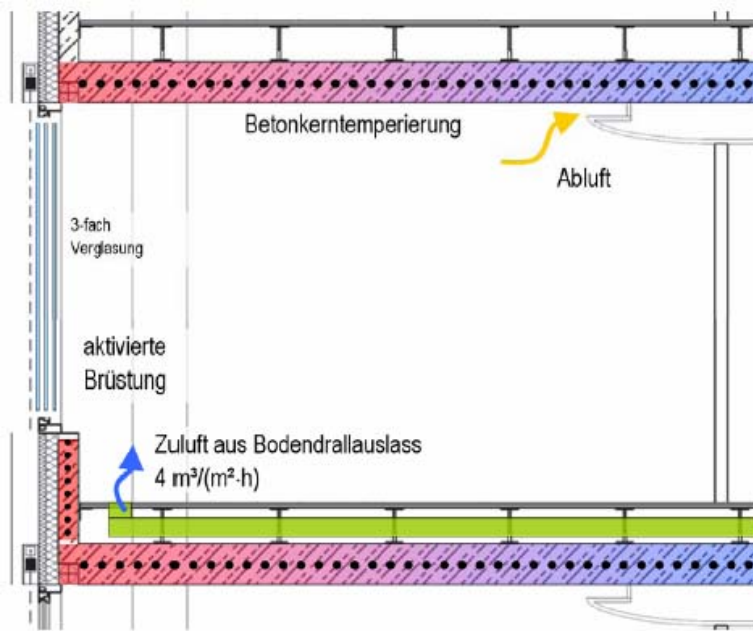 Betonkerntemperierung
Abluft
3-fach
Verglasung
aktivierte
Brüstung
Zuluft aus Bodendrallauslass
4 m³/(m²·h)